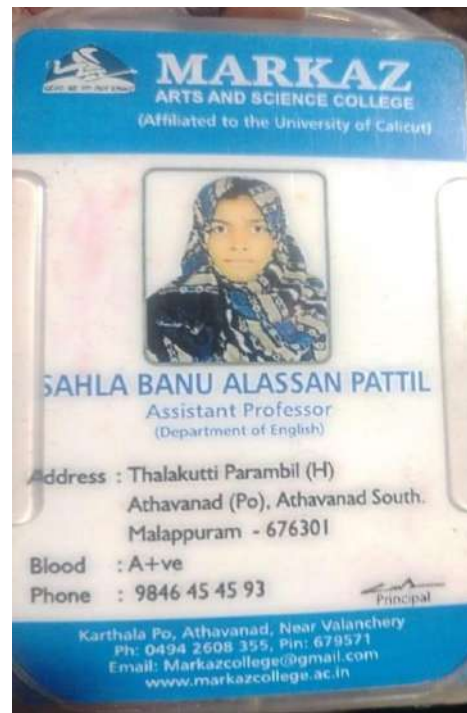 MARKAZ
ARTS AND SCIENCE COLLEGE
(Affiliated to the University of Calicut)
SAHLA BANU ALASSAN PATTIL
Assistant Professor
(Department of English)
Address : Thalakutti Parambil (H)
Athavanad (Po), Athavanad South.
Malappuram - 676301
Blood : A+ve
Phone : 9846 45 45 93
Principal
Karthala Po, Athavanad, Near Valanchery
Ph: 0494 2608 355, Pin: 679571
Email: Markazcollege@gmail.com
www.markazcollege.ac.in